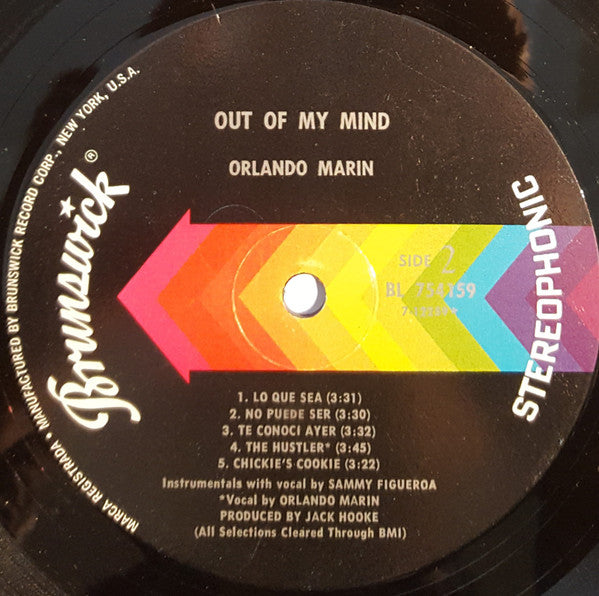 OUT OF MY MIND
ORLANDO MARIN
Brunswick®
MARCA REGISTRADA • MANUFACTURED BY BRUNSWICK RECORD CORP., NEW YORK, U.S.A.
STEREOPHONIC
SIDE 2
BL 754159
1. LO QUE SEA (3:31)
2. NO PUEDE SER (3:30)
3. TE CONOCI AYER (3:32)
4. THE HUSTLER* (3:45)
5. CHICKIE'S COOKIE (3:22)
Instrumentals with vocal by SAMMY FIGUEROA
*Vocal by ORLANDO MARIN
PRODUCED BY JACK HOOKE
(All Selections Cleared Through BMI)